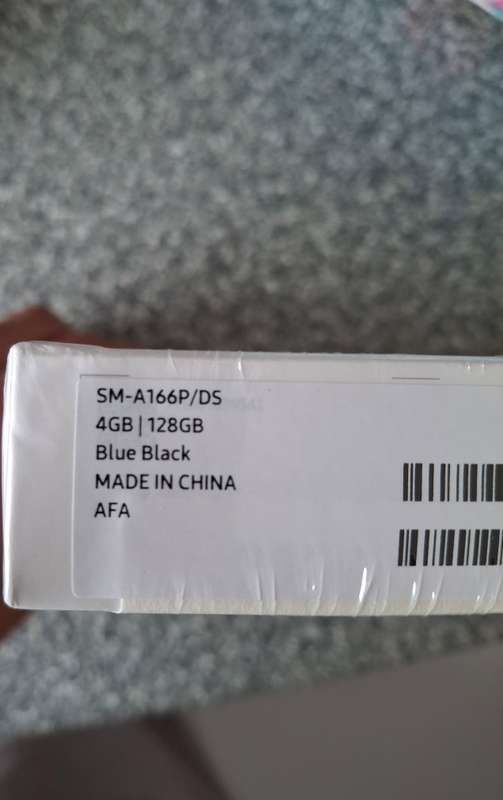 SM-A166P/DS
4GB | 128GB
Blue Black
MADE IN CHINA
AFA